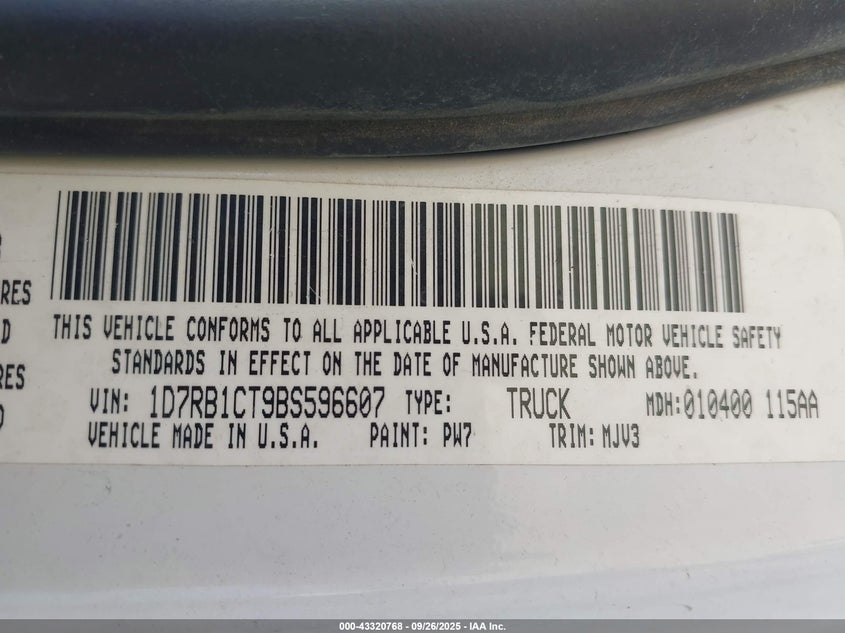 RES
THIS VEHICLE CONFORMS TO ALL APPLICABLE U.S.A. FEDERAL MOTOR VEHICLE SAFETY
D
STANDARDS IN EFFECT ON THE DATE OF MANUFACTURE SHOWN ABOVE.
RES
VIN: 1D7RB1CT9BS596607 TYPE: TRUCK MDH:010400 115AA
VEHICLE MADE IN U.S.A. PAINT: PW7 TRIM: MJV3
000-43320768 - 09/26/2025 - IAA Inc.